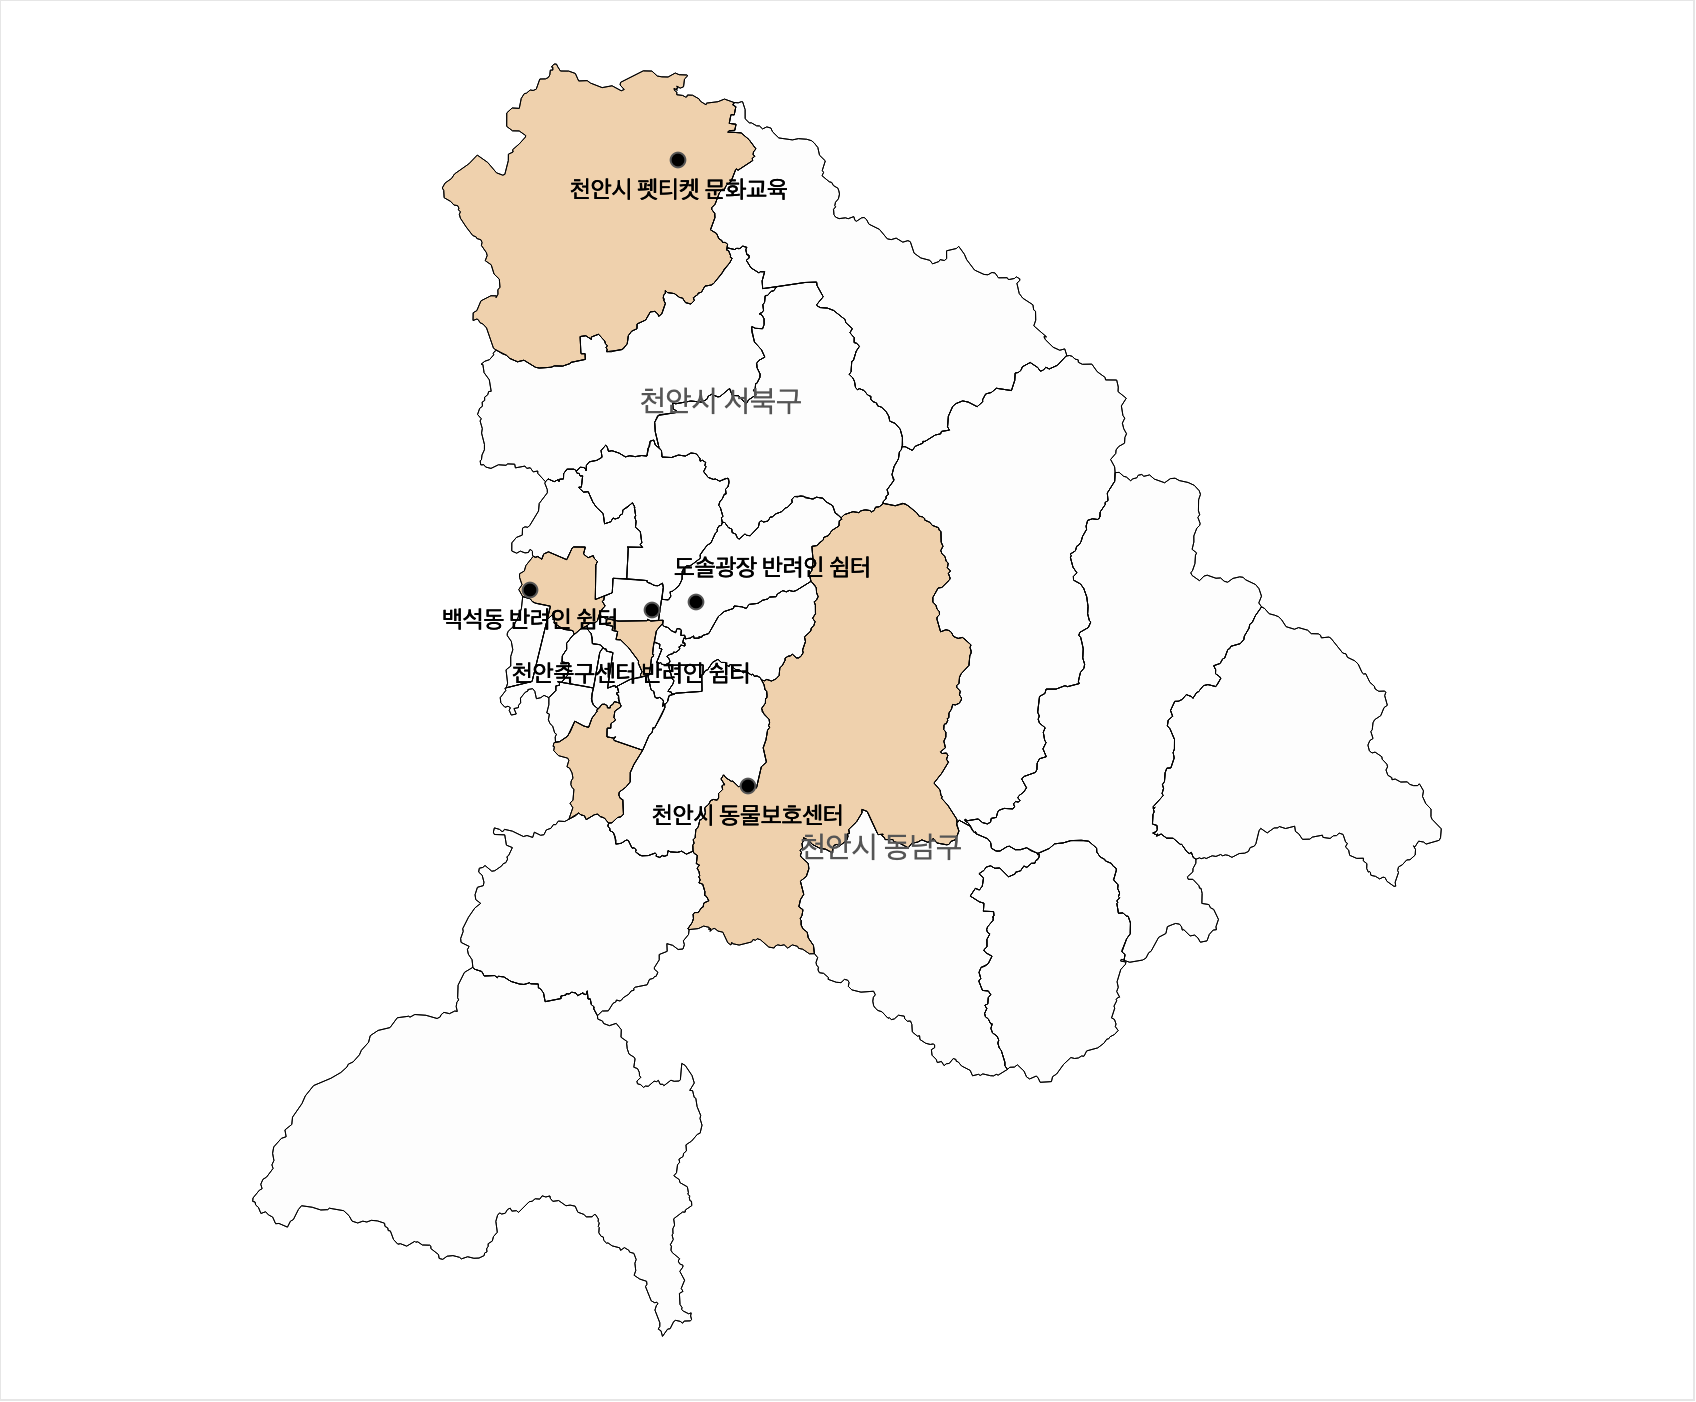 천안시 펫티켓 문화교육
천안시 서북구
도솔광장 반려인 쉼터
백석동 반려인 쉼터
천안축구센터 반려인 쉼터
천안시 동물보호센터
천안시 동남구